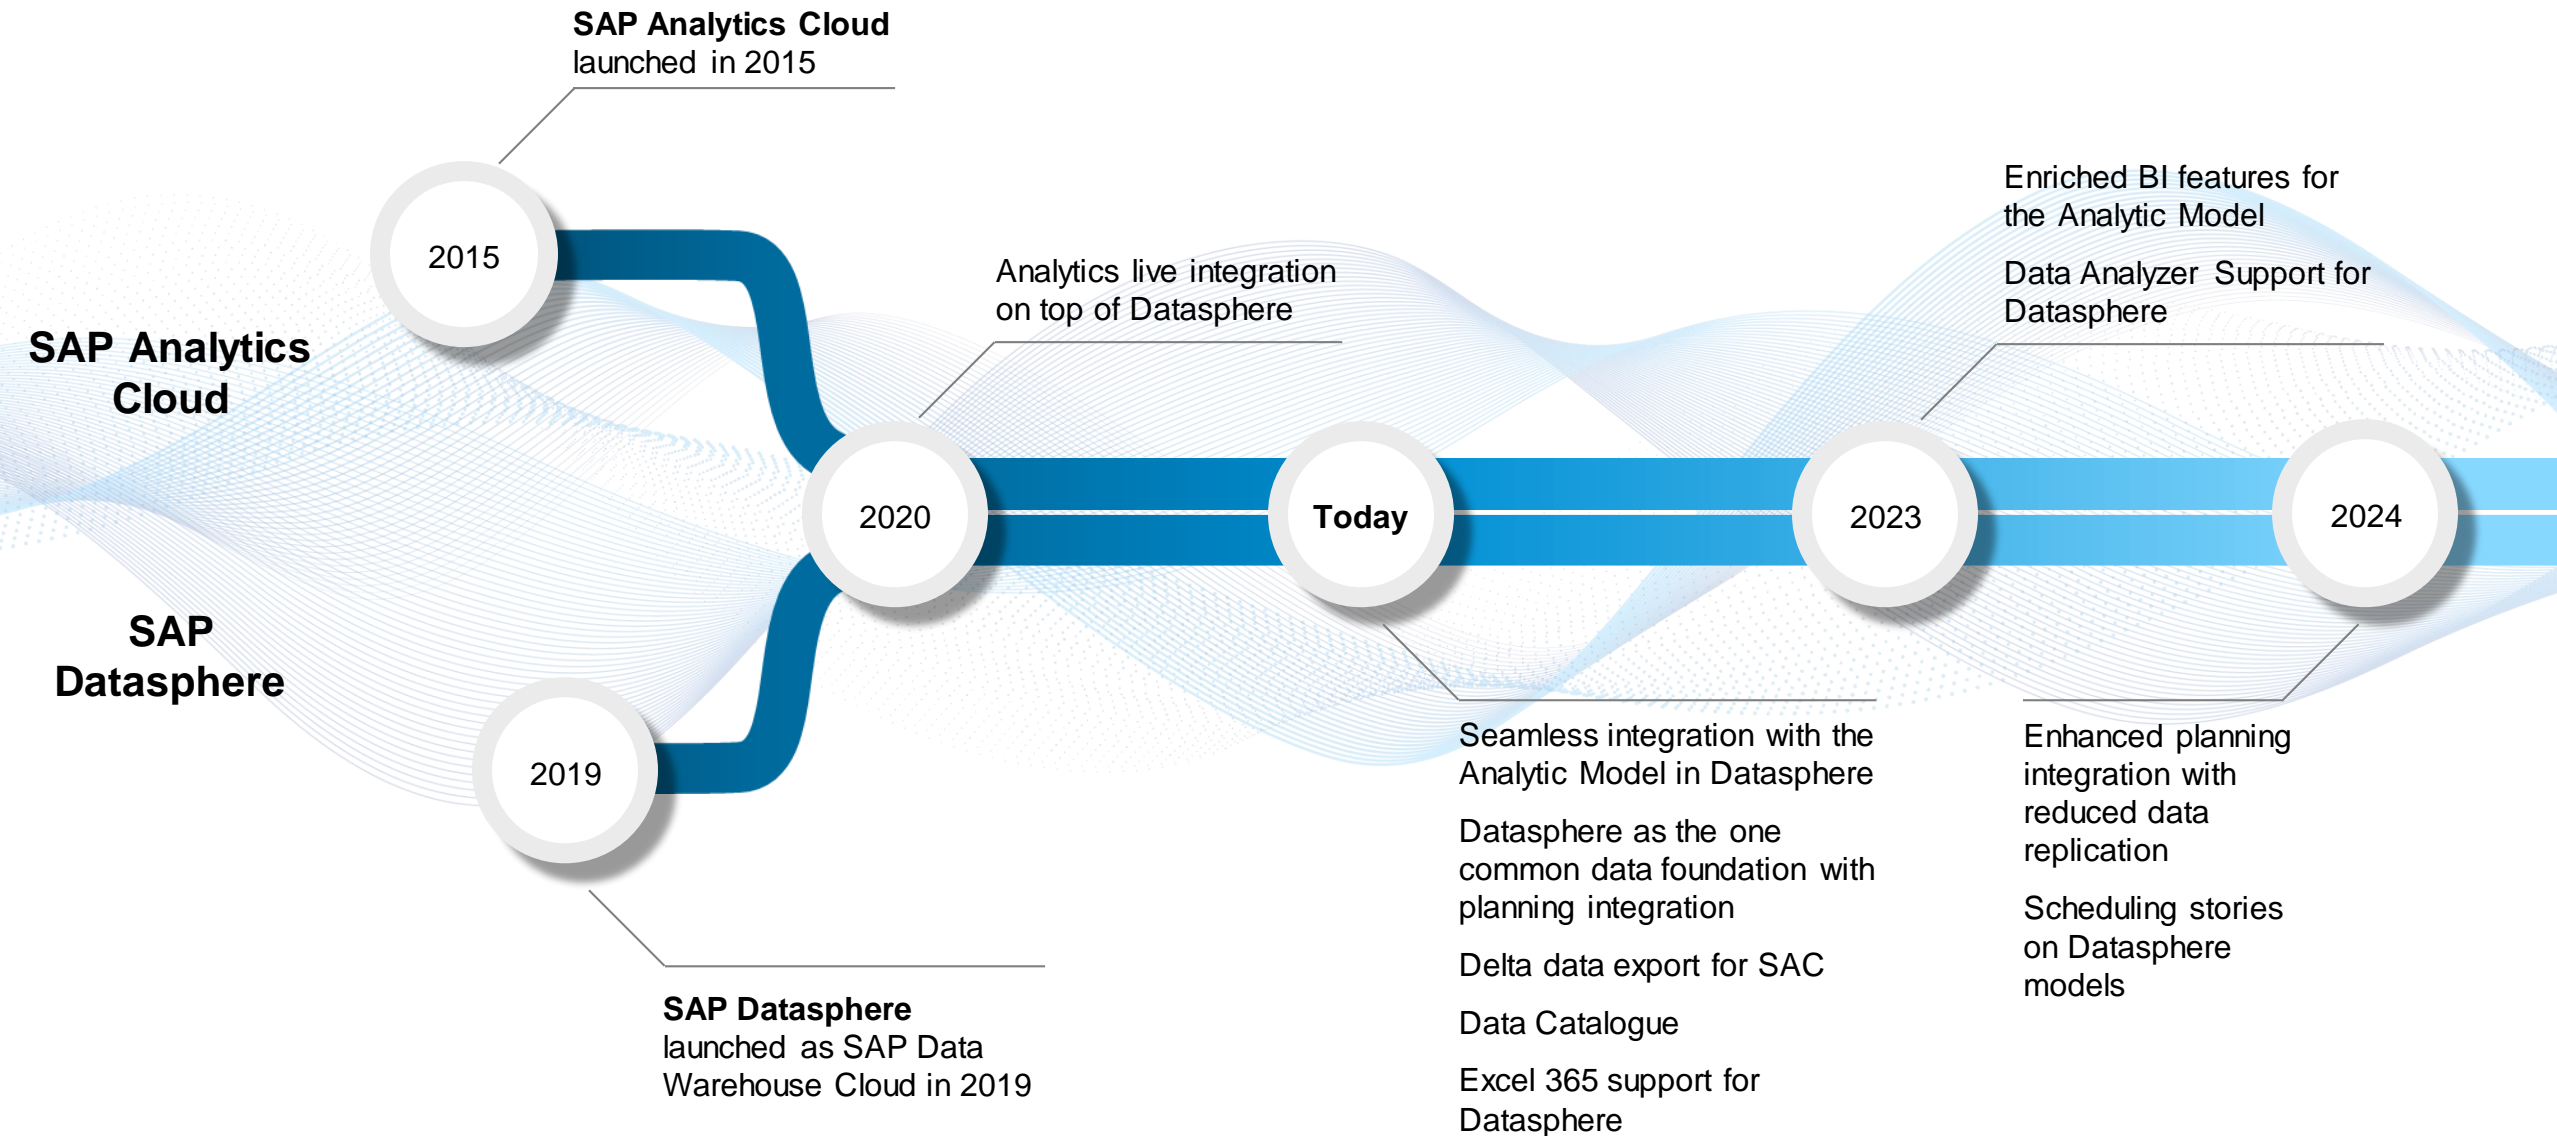 SAP Analytics Cloud
launched in 2015
2015
SAP Analytics
Cloud
Analytics live integration
on top of Datasphere
Enriched BI features for
the Analytic Model
Data Analyzer Support for
Datasphere
2020
Today
2023
2024
SAP
Datasphere
2019
SAP Datasphere
launched as SAP Data
Warehouse Cloud in 2019
Seamless integration with the
Analytic Model in Datasphere
Datasphere as the one
common data foundation with
planning integration
Delta data export for SAC
Data Catalogue
Excel 365 support for
Datasphere
Enhanced planning
integration with
reduced data
replication
Scheduling stories
on Datasphere
models